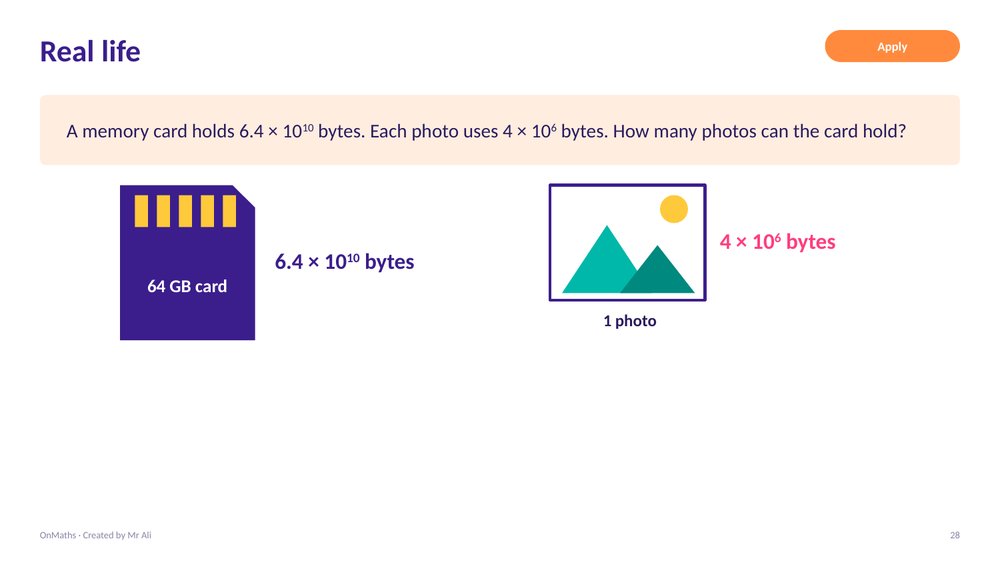 Real life
Apply
A memory card holds 6.4 × 10¹⁰ bytes. Each photo uses 4 × 10⁶ bytes. How many photos can the card hold?
6.4 × 10¹⁰ bytes
64 GB card
4 × 10⁶ bytes
1 photo
OnMaths · Created by Mr Ali
28